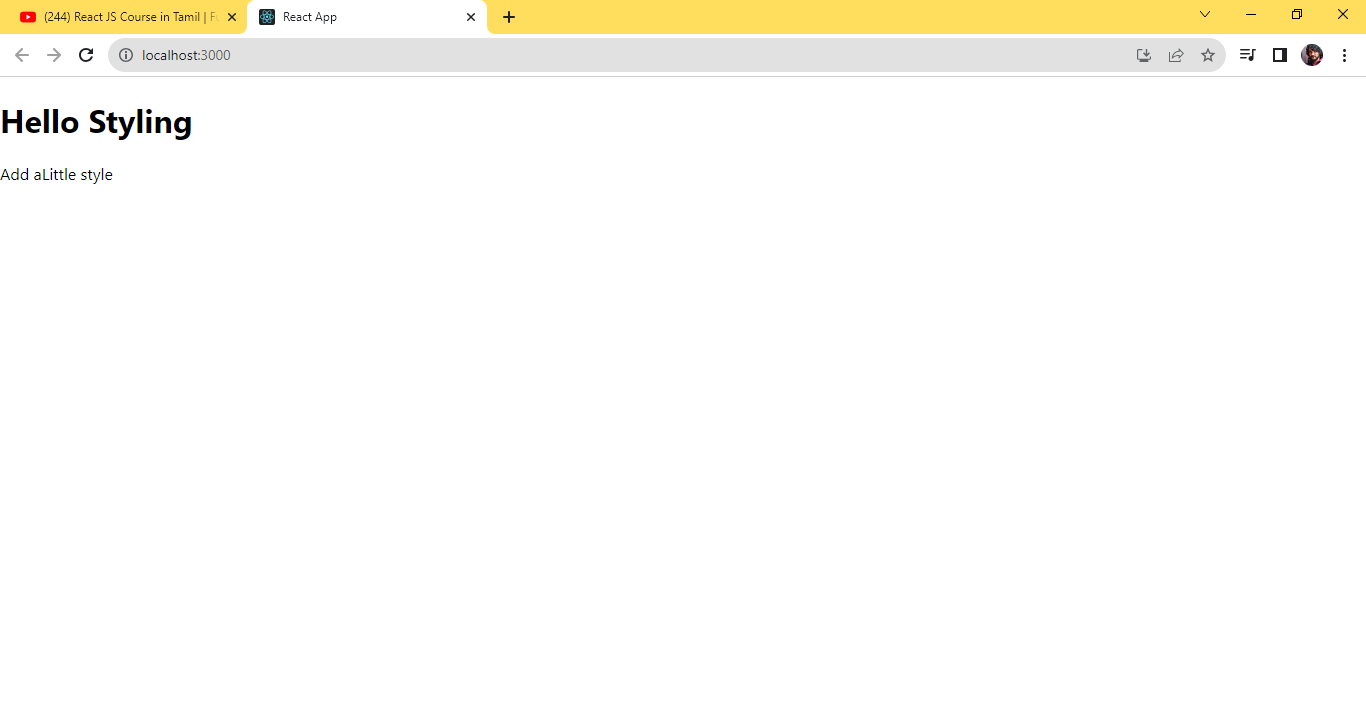 (244) React JS Course in Tamil |
React App
localhost:3000
Hello Styling
Add aLittle style